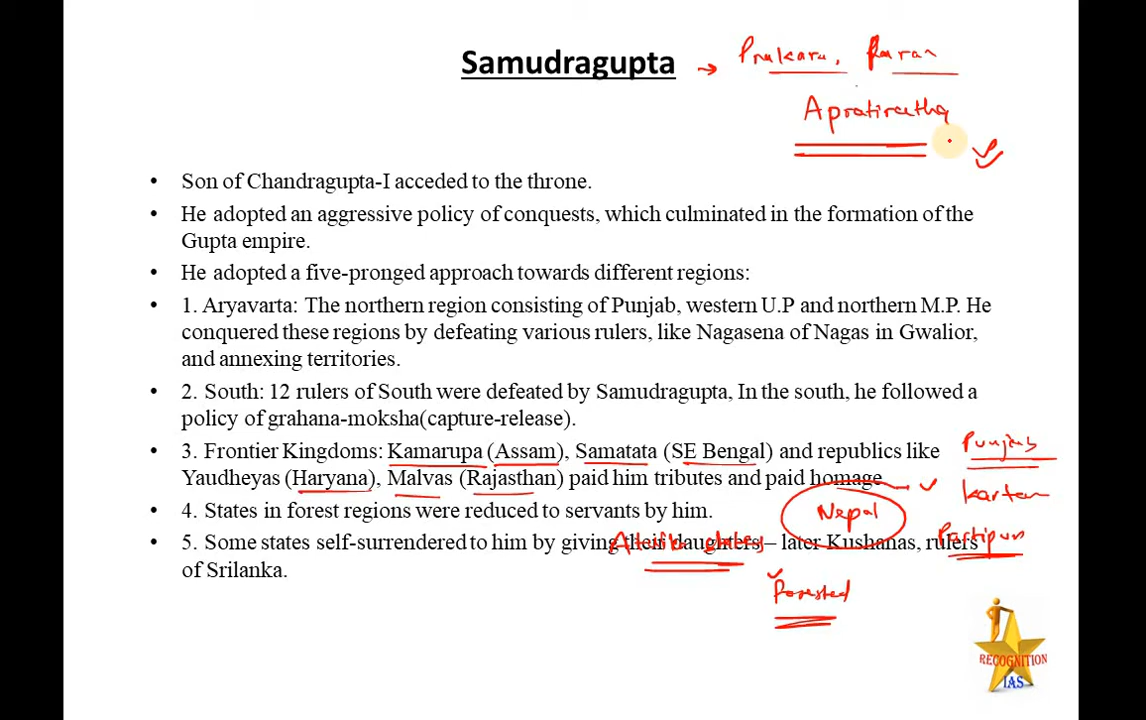 Samudragupta → Prakaru, Paran
Apratiratha
• Son of Chandragupta-I acceded to the throne.
• He adopted an aggressive policy of conquests, which culminated in the formation of the
Gupta empire.
• He adopted a five-pronged approach towards different regions:
• 1. Aryavarta: The northern region consisting of Punjab, western U.P and northern M.P. He
conquered these regions by defeating various rulers, like Nagasena of Nagas in Gwalior,
and annexing territories.
• 2. South: 12 rulers of South were defeated by Samudragupta, In the south, he followed a
policy of grahana-moksha(capture-release).
• 3. Frontier Kingdoms: Kamarupa (Assam), Samatata (SE Bengal) and republics like
Punjab
Yaudheyas (Haryana), Malvas (Rajasthan) paid him tributes and paid homage
Kartar
• 4. States in forest regions were reduced to servants by him.
Nepal
• 5. Some states self-surrendered to him by giving their daughters – later Kushanas, rulers
of Srilanka.
Forested
RECOGNITION
IAS